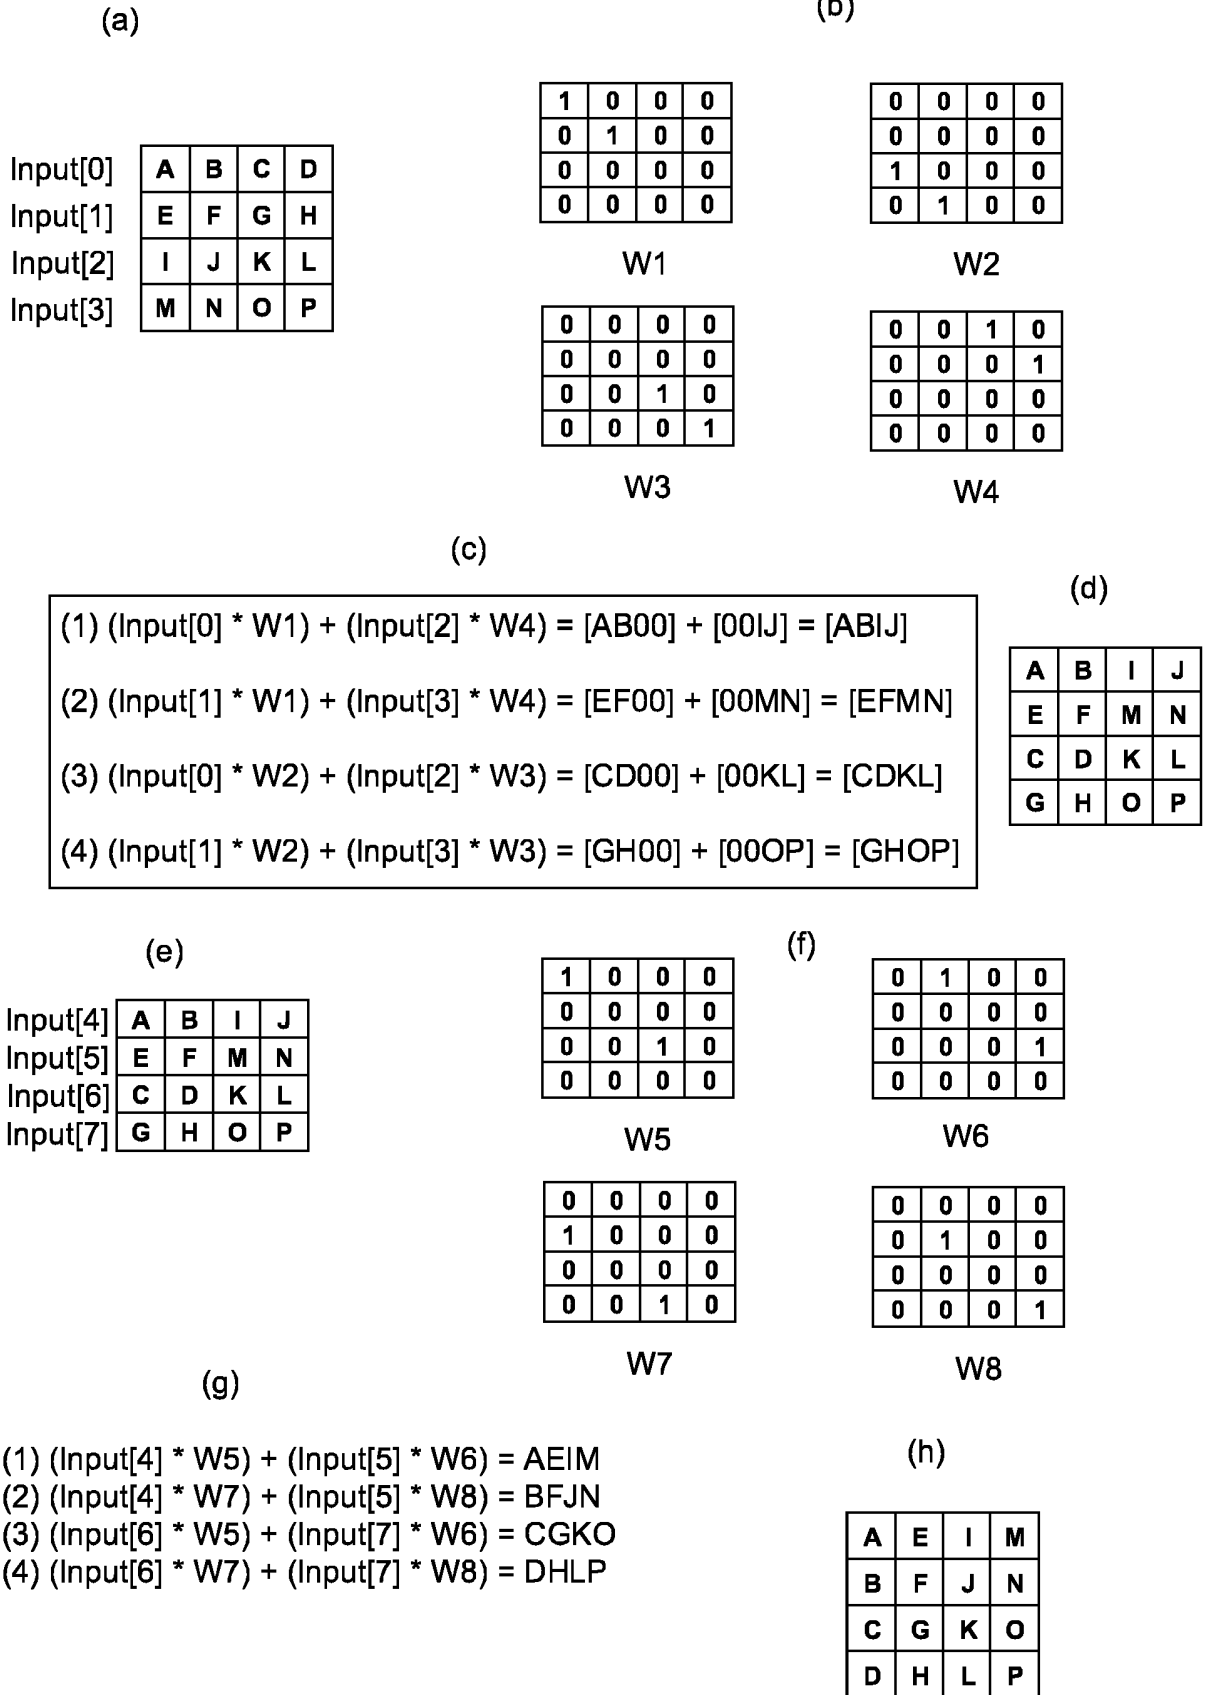 (a)
(b)
Input[0] A B C D
Input[1] E F G H
Input[2] I J K L
Input[3] M N O P
1 0 0 0
0 1 0 0
0 0 0 0
0 0 0 0
W1
0 0 0 0
0 0 0 0
1 0 0 0
0 1 0 0
W2
0 0 0 0
0 0 0 0
0 0 1 0
0 0 0 1
W3
0 0 1 0
0 0 0 1
0 0 0 0
0 0 0 0
W4
(c)
(1) (Input[0] * W1) + (Input[2] * W4) = [AB00] + [00IJ] = [ABIJ]
(2) (Input[1] * W1) + (Input[3] * W4) = [EF00] + [00MN] = [EFMN]
(3) (Input[0] * W2) + (Input[2] * W3) = [CD00] + [00KL] = [CDKL]
(4) (Input[1] * W2) + (Input[3] * W3) = [GH00] + [00OP] = [GHOP]
(d)
A B I J
E F M N
C D K L
G H O P
(e)
Input[4] A B I J
Input[5] E F M N
Input[6] C D K L
Input[7] G H O P
(f)
1 0 0 0
0 0 0 0
0 0 1 0
0 0 0 0
W5
0 1 0 0
0 0 0 0
0 0 0 1
0 0 0 0
W6
0 0 0 0
1 0 0 0
0 0 0 0
0 0 1 0
W7
0 0 0 0
0 1 0 0
0 0 0 0
0 0 0 1
W8
(g)
(1) (Input[4] * W5) + (Input[5] * W6) = AEIM
(2) (Input[4] * W7) + (Input[5] * W8) = BFJN
(3) (Input[6] * W5) + (Input[7] * W6) = CGKO
(4) (Input[6] * W7) + (Input[7] * W8) = DHLP
(h)
A E I M
B F J N
C G K O
D H L P